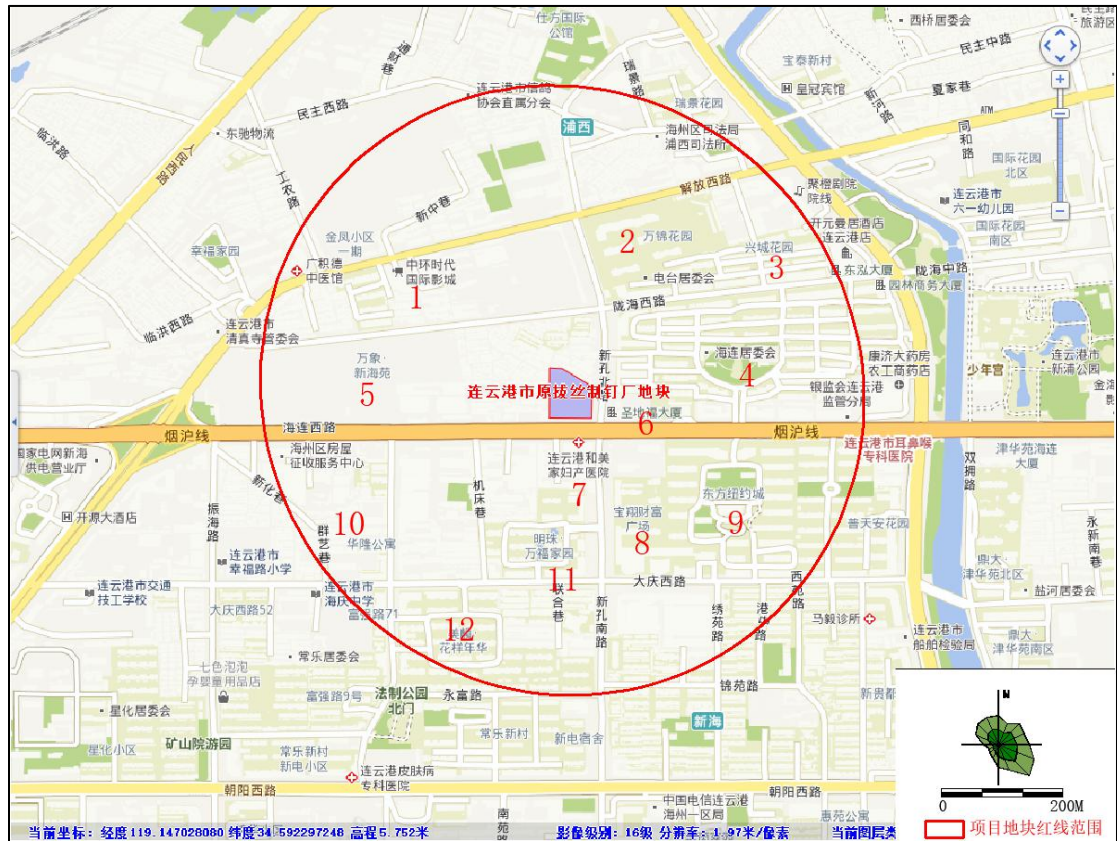 仕方国际
公馆
西桥居委会
民主中路
通财巷
宝泰新村
连云港市信鸽
协会直属分会
瑞景路
皇冠宾馆
夏家巷
新河路
瑞景花园
民主西路
浦西
海州区司法局
浦西司法所
ATM
同和路
临洪路
东驰物流
人民西路
工农路
解放西路
国际花园
北区
聚橙剧院
院线
连云港市
六一幼儿园
新中巷
开元曼居酒店
连云港店
国际花园
南区
金凤小区
一期
幸福家园
2
万锦花园
兴城花园
3
广积德
中医馆
中环时代
国际影城
1
电台居委会
东泓大厦
园林商务大厦
陇海中路
陇海西路
临洪西路
连云港市
清真寺管委会
新孔北路
海连居委会
4
康济大药房
农工商药店
连云港市
新浦公园
少年宫
万象·
新海苑
5
连云港市原拔丝制钉厂地块
银监会连云港
监管分局
圣地福大厦
6
海连西路
烟沪线
烟沪线
国家电网新海
供电营业厅
海州区房屋
征收服务中心
连云港和美
家妇产医院
连云港市耳鼻喉
专科医院
津华苑海连
大厦
双拥路
新化巷
机床巷
7
东方纽约城
开源大酒店
振海路
10
群艺巷
华隆公寓
宝翔财富
广场
8
9
普天安花园
永新南巷
明珠
万福家园
连云港市
幸福路小学
鼎大·
津华苑北区
连云港市交通
技工学校
连云港市
海庆中学
11
大庆西路
西苑路
盐河居委会
大庆西路52
富强路71
联合巷
新孔南路
绣苑路
港生路
马毅诊所
连云港市
船舶检验局
鼎大·
津华苑南区
12
美麟·
花样年华
常乐居委会
七色泡泡
孕婴童用品店
锦苑路
富强路9号
法制公园
北门
永富路
新贵都
星化居委会
新海
常乐新村
新电宿舍
星化小区
矿山院游园
常乐新村
新电小区
连云港皮肤病
专科医院
朝阳西路
朝阳西路
中国电信连云港
海州一区局
惠苑公寓
南苑路
N
0 200M
项目地块红线范围
当前坐标：经度119.147028080 纬度34.592297248 高程5.752米 影像级别：16级 分辨率：1.97米/像素 当前图层类